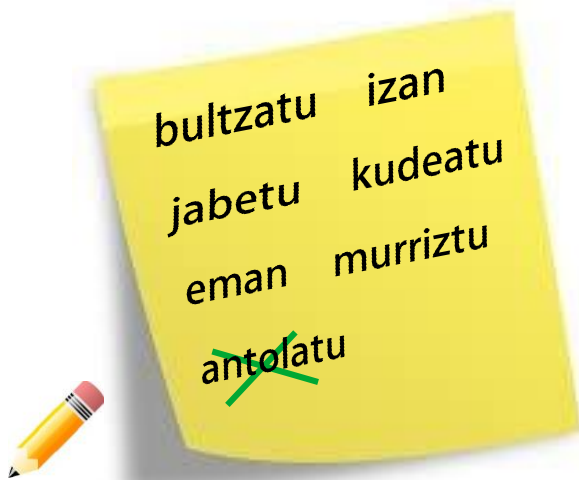 bultzatu izan
jabetu kudeatu
eman murriztu
antolatu